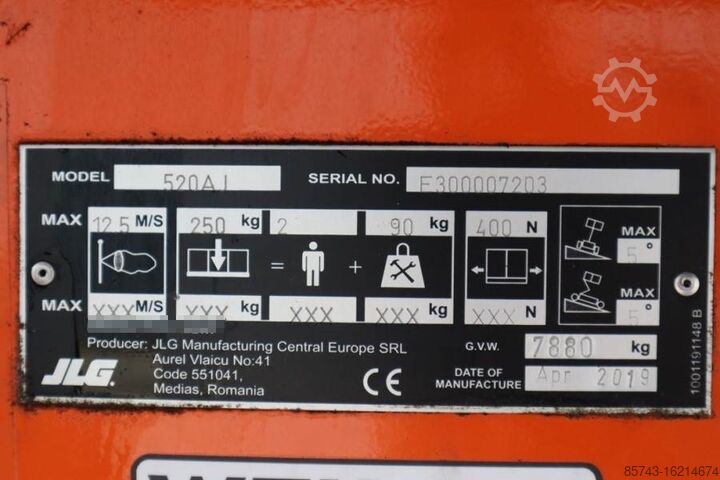 MODEL 520AJ SERIAL NO. E300007203
MAX 12.5 M/S 250 kg 2 90 kg 400 N
MAX 5°
= +
MAX 5°
MAX XXX M/S XXX kg XXX XXX kg XXX N
Producer: JLG Manufacturing Central Europe SRL
Aurel Vlaicu No:41
Code 551041,
Medias, Romania
JLG.
CE
G.V.W. 7880 kg
DATE OF MANUFACTURE Apr 2019
1001191148 B
85743-16214674